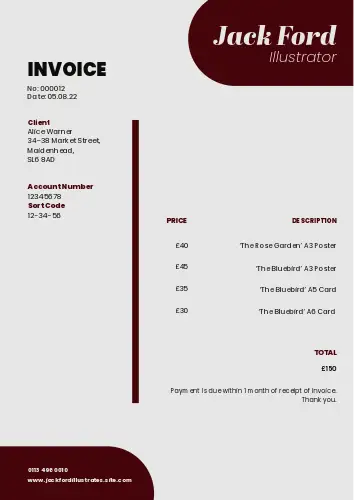 Jack Ford
Illustrator
INVOICE
No: 000012
Date: 05.08.22
Client
Alice Warner
34-38 Market Street,
Maidenhead,
SL6 8AD
Account Number
12345678
Sort Code
12-34-56
PRICE DESCRIPTION
£40 'The Rose Garden' A3 Poster
£45 'The Bluebird' A3 Poster
£35 'The Bluebird' A5 Card
£30 'The Bluebird' A6 Card
TOTAL
£150
Payment is due within 1 month of receipt of invoice.
Thank you.
0113 496 0010
www.jackfordillustrates.site.com